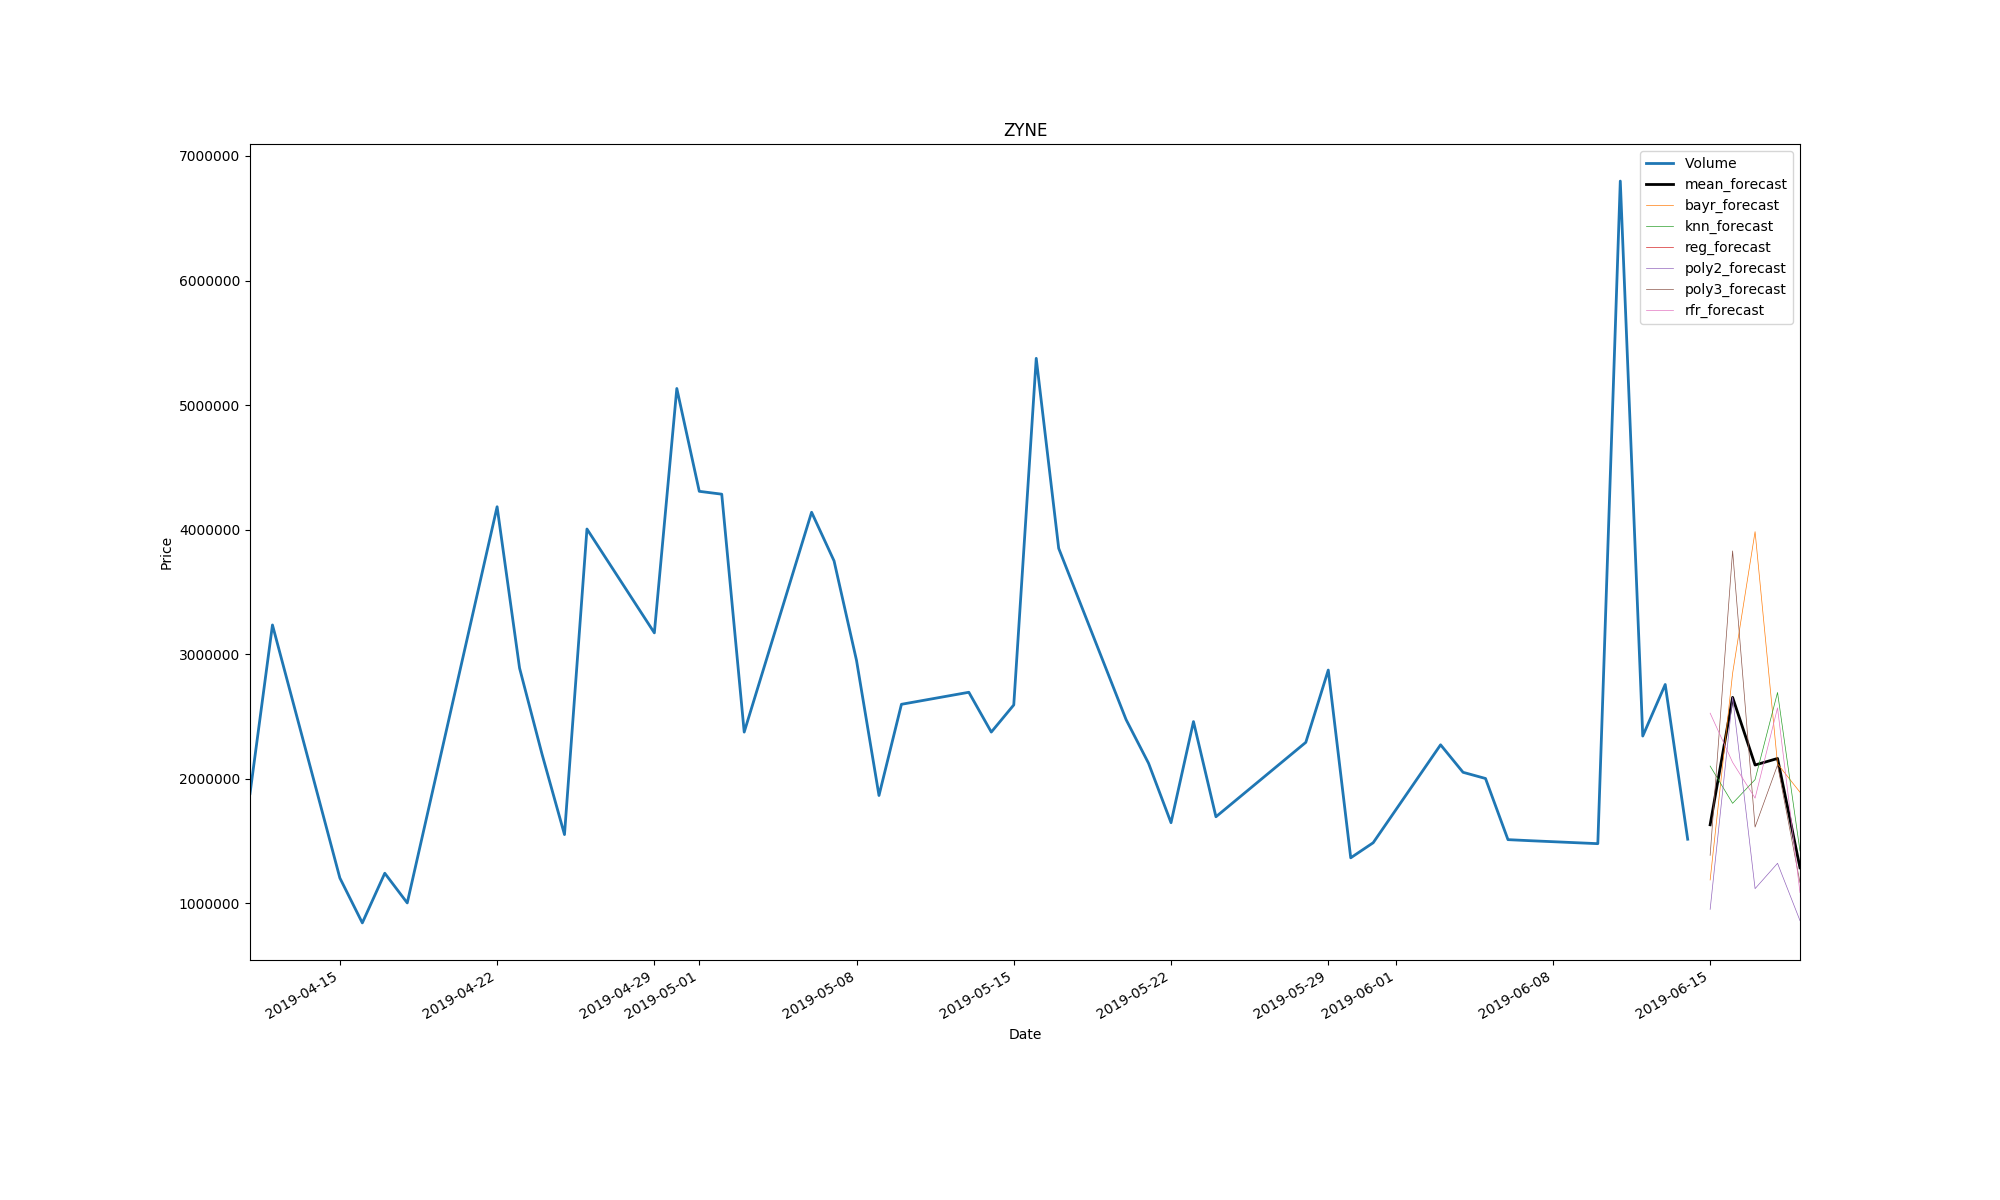 ZYNE
7000000
6000000
5000000
4000000
3000000
2000000
1000000
Price
Volume
mean_forecast
bayr_forecast
knn_forecast
reg_forecast
poly2_forecast
poly3_forecast
rfr_forecast
2019-04-15
2019-04-22
2019-04-29
2019-05-01
2019-05-08
2019-05-15
2019-05-22
2019-05-29
2019-06-01
2019-06-08
2019-06-15
Date